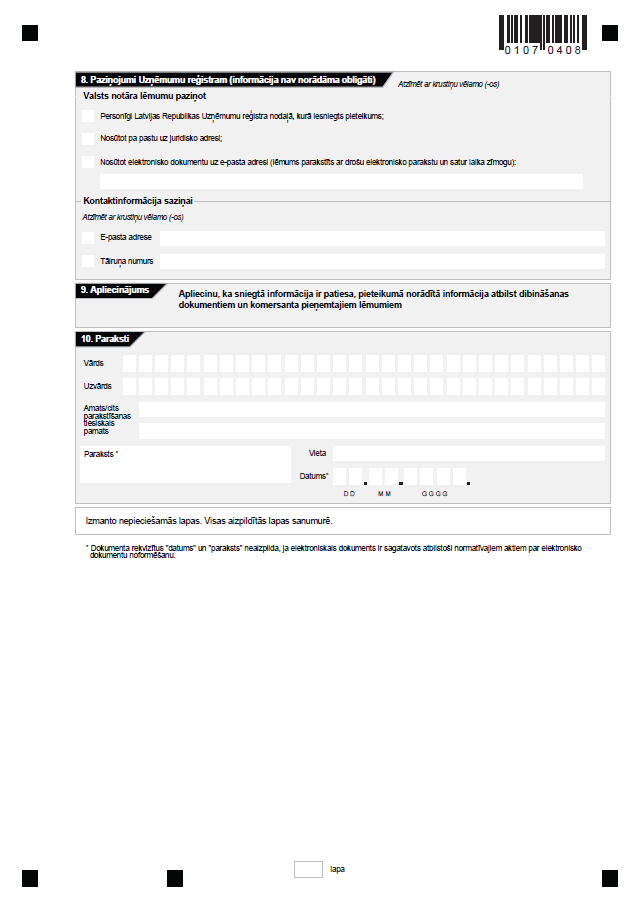 01070408
8. Paziņojumi Uzņēmumu reģistram (informācija nav norādāma obligāti)
Atzīmēt ar krustiņu vēlamo (-os)
Valsts notāra lēmumu paziņot
Personīgi Latvijas Republikas Uzņēmumu reģistra nodaļā, kurā iesniegts pieteikums;
Nosūtot pa pastu uz juridisko adresi;
Nosūtot elektronisko dokumentu uz e-pasta adresi (lēmums parakstīts ar drošu elektronisko parakstu un satur laika zīmogu):
Kontaktinformācija saziņai
Atzīmēt ar krustiņu vēlamo (-os)
E-pasta adrese
Tālruņa numurs
9. Apliecinājums
Apliecinu, ka sniegtā informācija ir patiesa, pieteikumā norādītā informācija atbilst dibināšanas
dokumentiem un komersanta pieņemtajiem lēmumiem
10. Paraksti
Vārds
Uzvārds
Amats/cits
parakstīšanas
tiesiskais
pamats
Paraksts *
Vieta
Datums*
D D M M G G G G
Izmanto nepieciešamās lapas. Visas aizpildītās lapas sanumurē.
* Dokumenta rekvizītus "datums" un "paraksts" neaizpilda, ja elektroniskais dokuments ir sagatavots atbilstoši normatīvajiem aktiem par elektronisko
dokumentu noformēšanu.
lapa